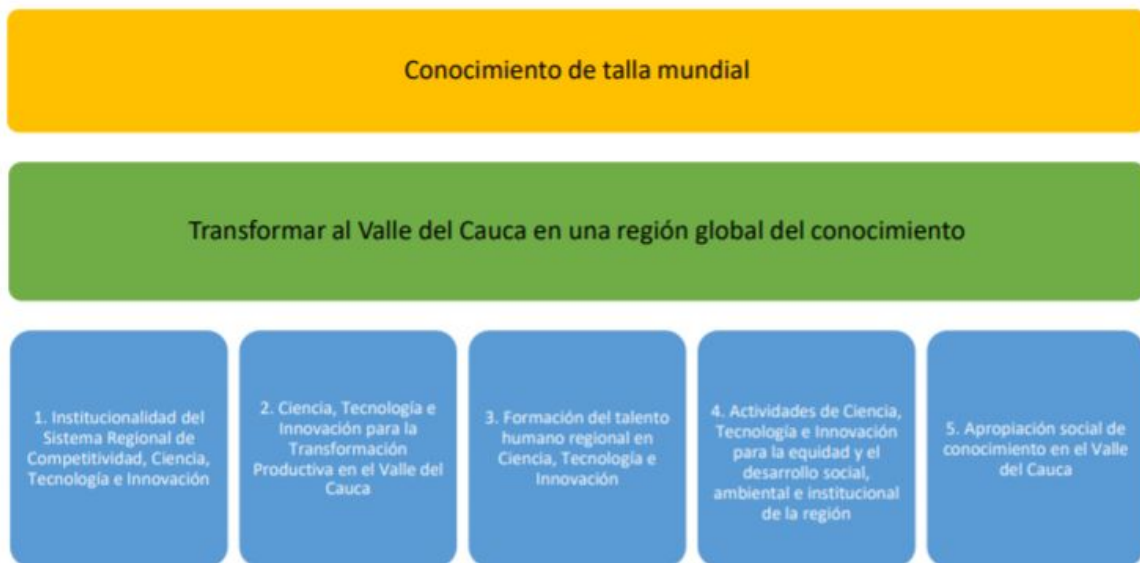 Conocimiento de talla mundial
Transformar al Valle del Cauca en una región global del conocimiento
1. Institucionalidad del
Sistema Regional de
Competitividad, Ciencia,
Tecnología e Innovación
2. Ciencia, Tecnología e
Innovación para la
Transformación
Productiva en el Valle del
Cauca
3. Formación del talento
humano regional en
Ciencia, Tecnología e
Innovación
4. Actividades de Ciencia,
Tecnología e Innovación
para la equidad y el
desarrollo social,
ambiental e institucional
de la región
5. Apropiación social de
conocimiento en el Valle
del Cauca